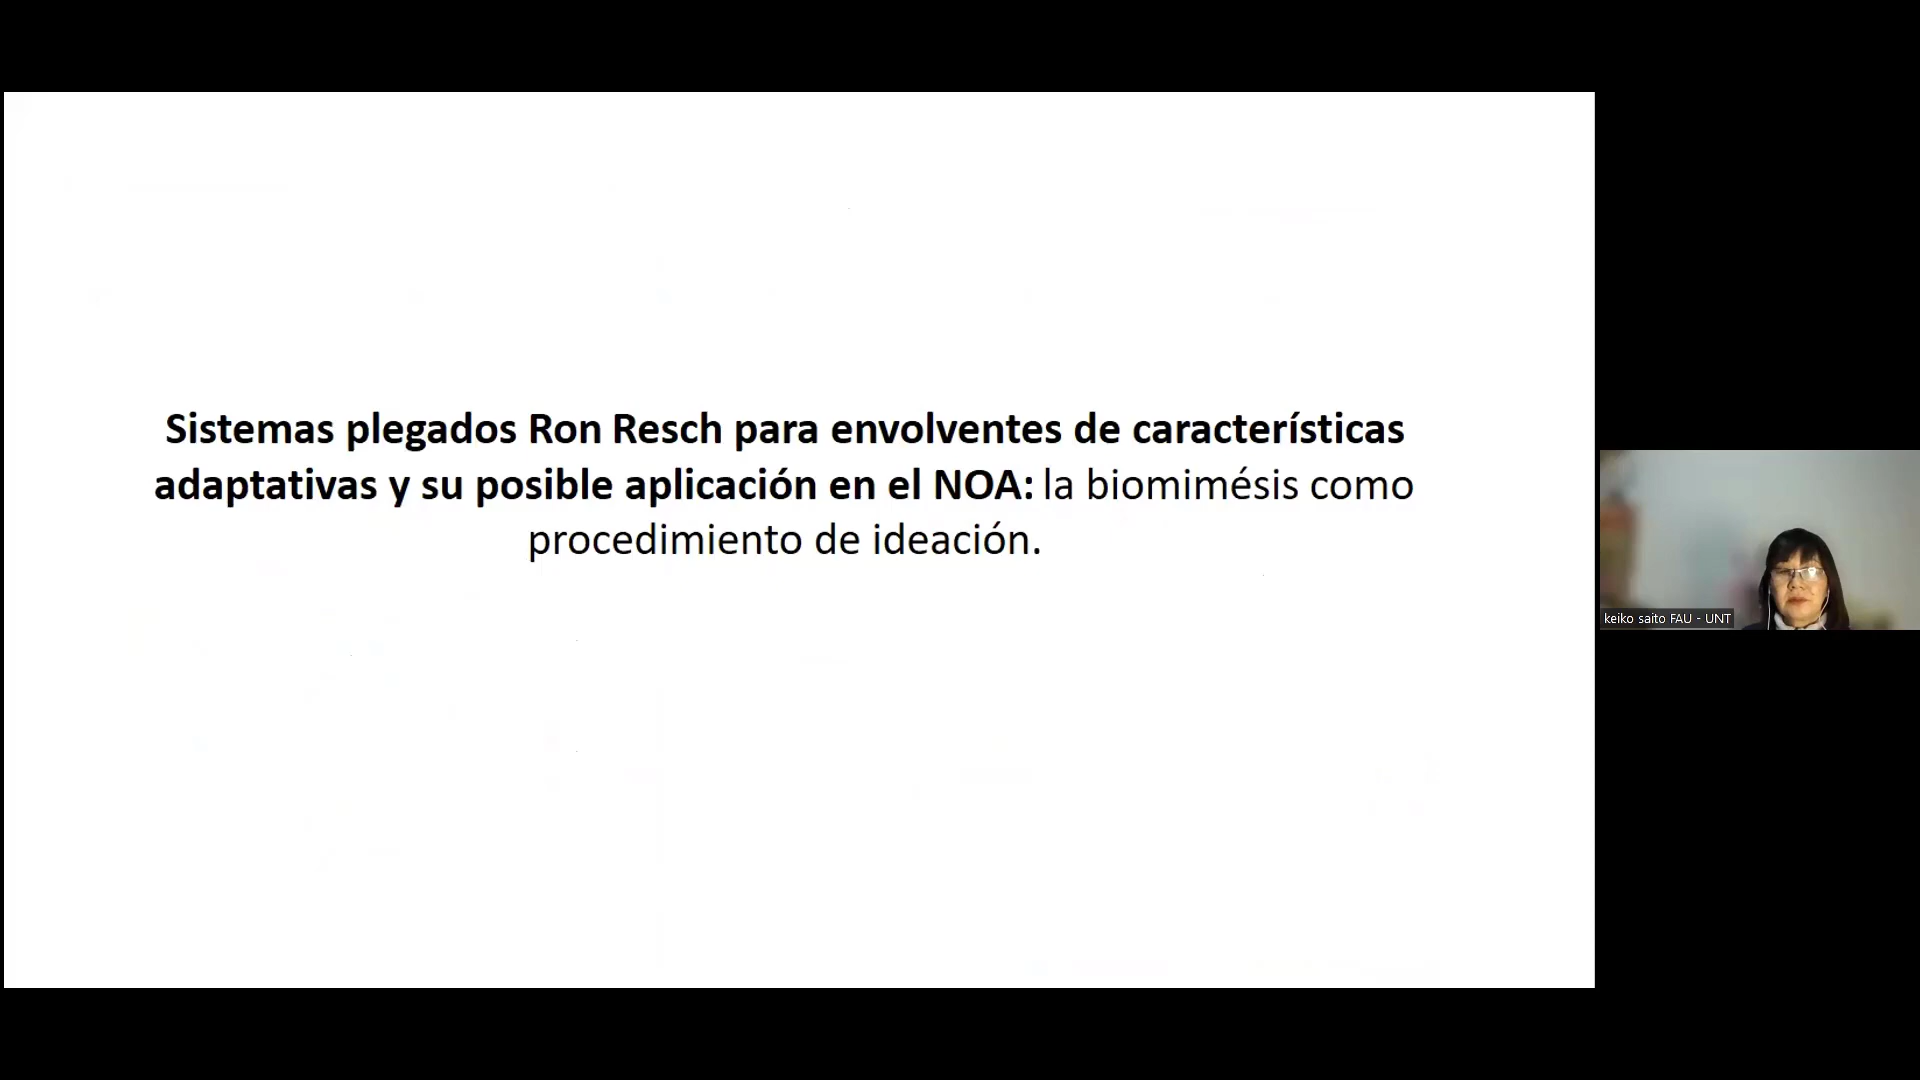 Sistemas plegados Ron Resch para envolventes de características
adaptativas y su posible aplicación en el NOA: la biomimésis como
procedimiento de ideación.
keiko saito FAU - UNT